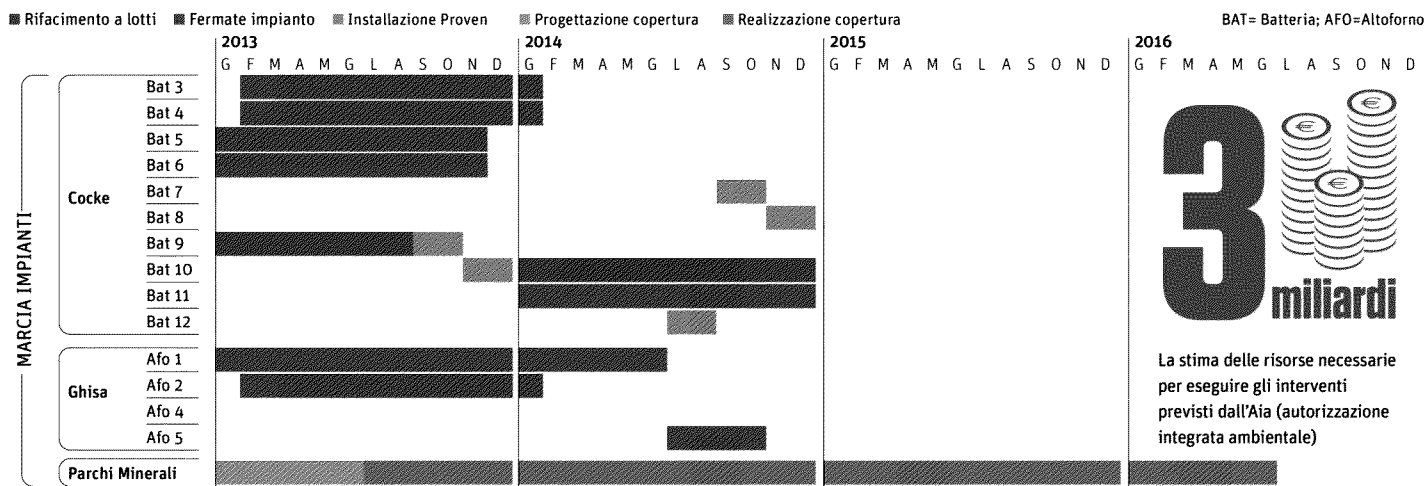 Rifacimento a lotti Fermate impianto Installazione Proven Progettazione copertura Realizzazione copertura BAT= Batteria; AFO=Altoforno
2013 2014 2015 2016
G F M A M G L A S O N D G F M A M G L A S O N D G F M A M G L A S O N D G F M A M G L A S O N D
MARCIA IMPIANTI
Cocke
Bat 3
Bat 4
Bat 5
Bat 6
Bat 7
Bat 8
Bat 9
Bat 10
Bat 11
Bat 12
Ghisa
Afo 1
Afo 2
Afo 4
Afo 5
Parchi Minerali
€ € €
3
miliardi
La stima delle risorse necessarie
per eseguire gli interventi
previsti dall'Aia (autorizzazione
integrata ambientale)